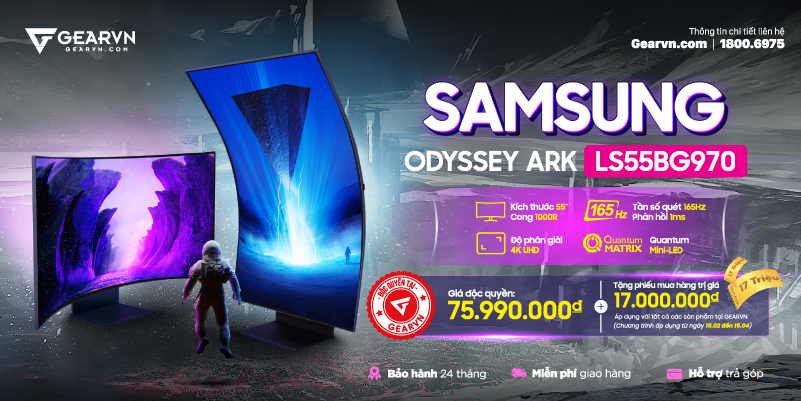 GEARVN
GEARVN.COM
Thông tin chi tiết liên hệ
Gearvn.com | 1800.6975
SAMSUNG
ODYSSEY ARK LS55BG970
Kích thước 55"
Cong 1000R
165Hz
Tần số quét 165Hz
Phản hồi 1ms
Độ phân giải
4K UHD
Quantum
MATRIX
Quantum
Mini-LED
ĐỘC QUYỀN TẠI
GEARVN
Giá độc quyền:
75.990.000đ
+
Tặng phiếu mua hàng trị giá
17.000.000đ
Áp dụng với tất cả các sản phẩm tại GEARVN
(Chương trình áp dụng từ ngày 15.02 đến 15.04)
17 Triệu
17 Triệu
Bảo hành 24 tháng
Miễn phí giao hàng
Hỗ trợ trả góp